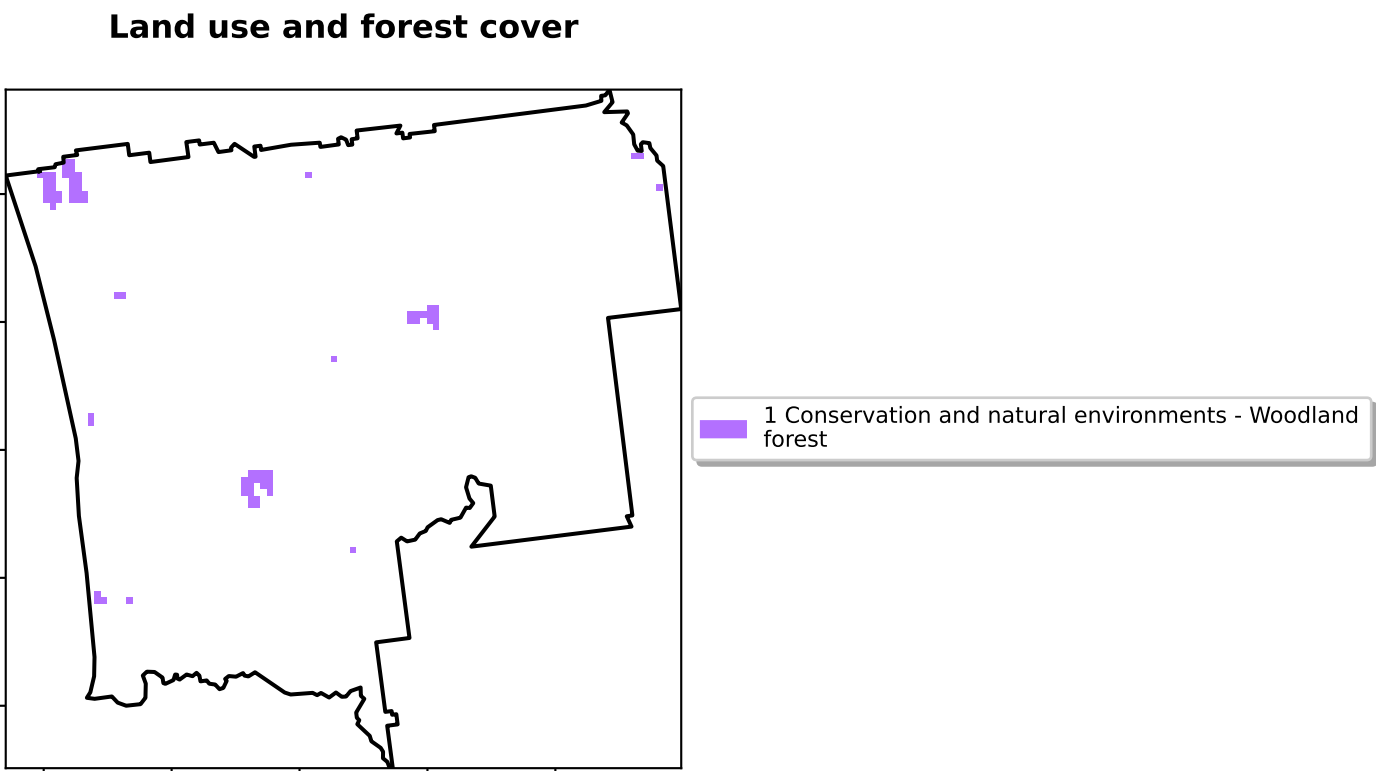 Land use and forest cover
1 Conservation and natural environments - Woodland
forest